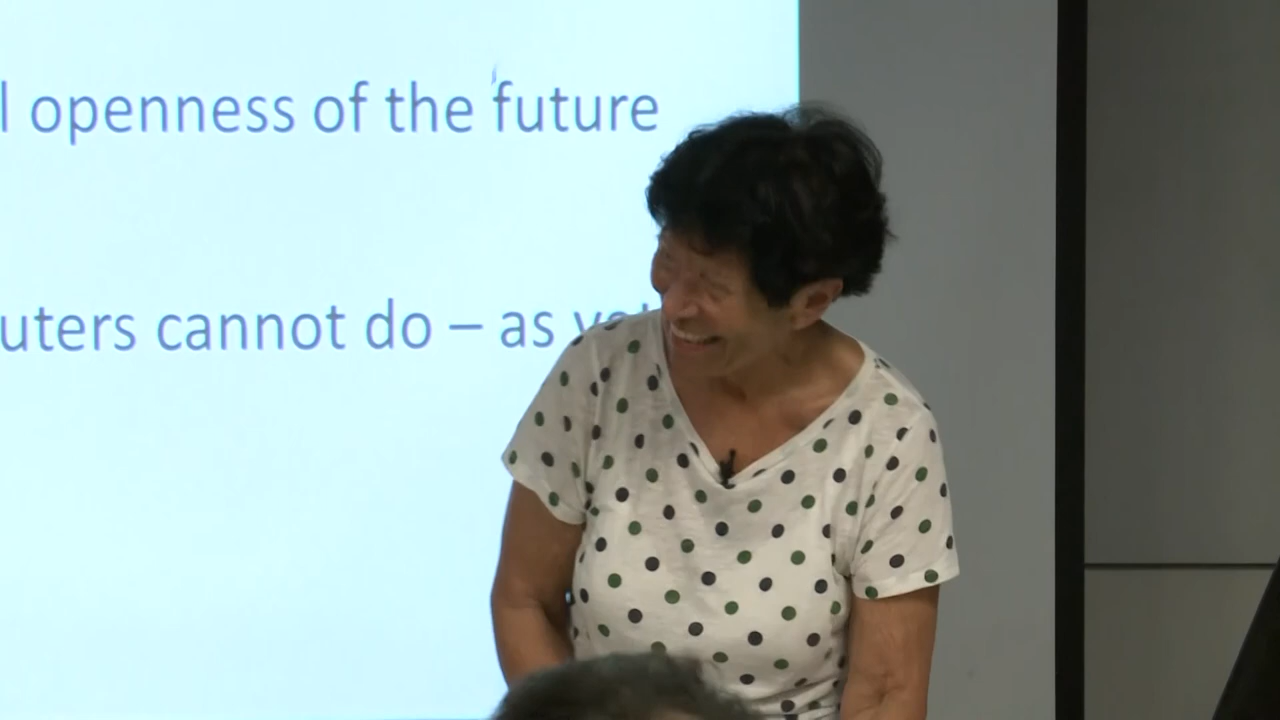 l openness of the future
uters cannot do – as